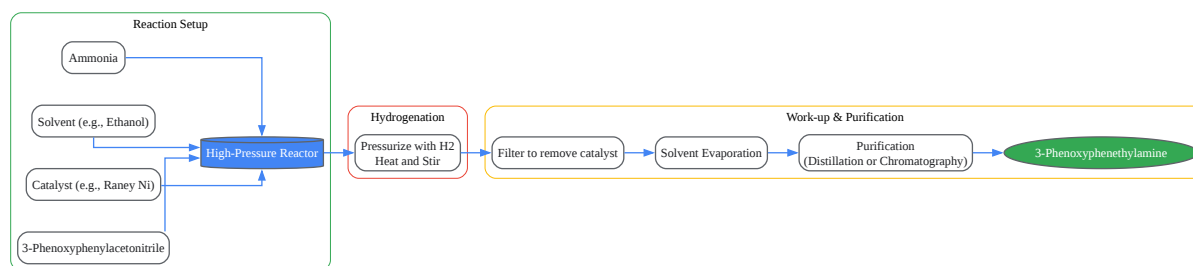 Reaction Setup
Ammonia
Solvent (e.g., Ethanol)
High-Pressure Reactor
Catalyst (e.g., Raney Ni)
3-Phenoxyphenylacetonitrile
Hydrogenation
Pressurize with H2
Heat and Stir
Work-up & Purification
Filter to remove catalyst
Solvent Evaporation
Purification
(Distillation or Chromatography)
3-Phenoxyphenethylamine